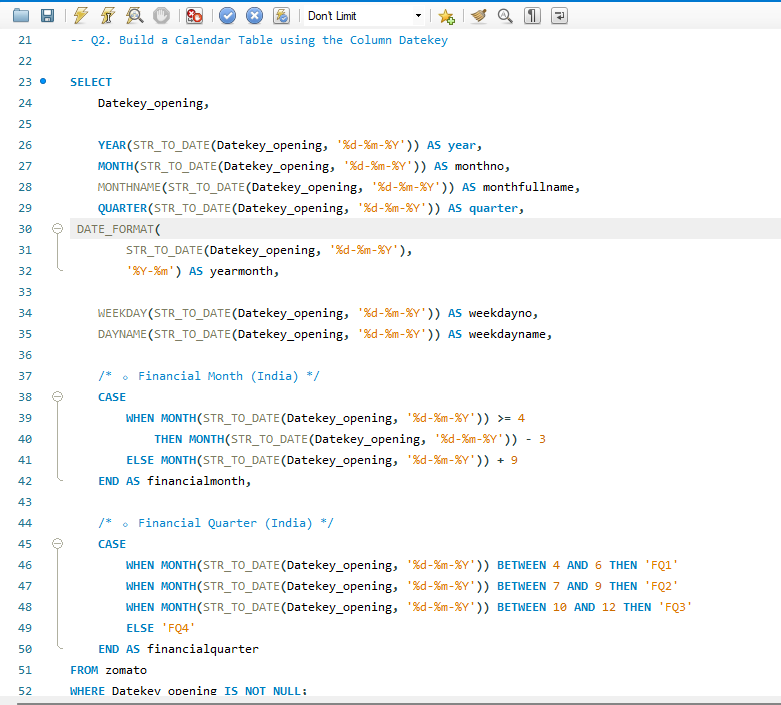 Don't Limit
21 -- Q2. Build a Calendar Table using the Column Datekey
22
23 SELECT
24 Datekey_opening,
25
26 YEAR(STR_TO_DATE(Datekey_opening, '%d-%m-%Y')) AS year,
27 MONTH(STR_TO_DATE(Datekey_opening, '%d-%m-%Y')) AS monthno,
28 MONTHNAME(STR_TO_DATE(Datekey_opening, '%d-%m-%Y')) AS monthfullname,
29 QUARTER(STR_TO_DATE(Datekey_opening, '%d-%m-%Y')) AS quarter,
30 DATE_FORMAT(
31 STR_TO_DATE(Datekey_opening, '%d-%m-%Y'),
32 '%Y-%m') AS yearmonth,
33
34 WEEKDAY(STR_TO_DATE(Datekey_opening, '%d-%m-%Y')) AS weekdayno,
35 DAYNAME(STR_TO_DATE(Datekey_opening, '%d-%m-%Y')) AS weekdayname,
36
37 /* ⚬ Financial Month (India) */
38 CASE
39 WHEN MONTH(STR_TO_DATE(Datekey_opening, '%d-%m-%Y')) >= 4
40 THEN MONTH(STR_TO_DATE(Datekey_opening, '%d-%m-%Y')) - 3
41 ELSE MONTH(STR_TO_DATE(Datekey_opening, '%d-%m-%Y')) + 9
42 END AS financialmonth,
43
44 /* ⚬ Financial Quarter (India) */
45 CASE
46 WHEN MONTH(STR_TO_DATE(Datekey_opening, '%d-%m-%Y')) BETWEEN 4 AND 6 THEN 'FQ1'
47 WHEN MONTH(STR_TO_DATE(Datekey_opening, '%d-%m-%Y')) BETWEEN 7 AND 9 THEN 'FQ2'
48 WHEN MONTH(STR_TO_DATE(Datekey_opening, '%d-%m-%Y')) BETWEEN 10 AND 12 THEN 'FQ3'
49 ELSE 'FQ4'
50 END AS financialquarter
51 FROM zomato
52 WHERE Datekey_opening IS NOT NULL;